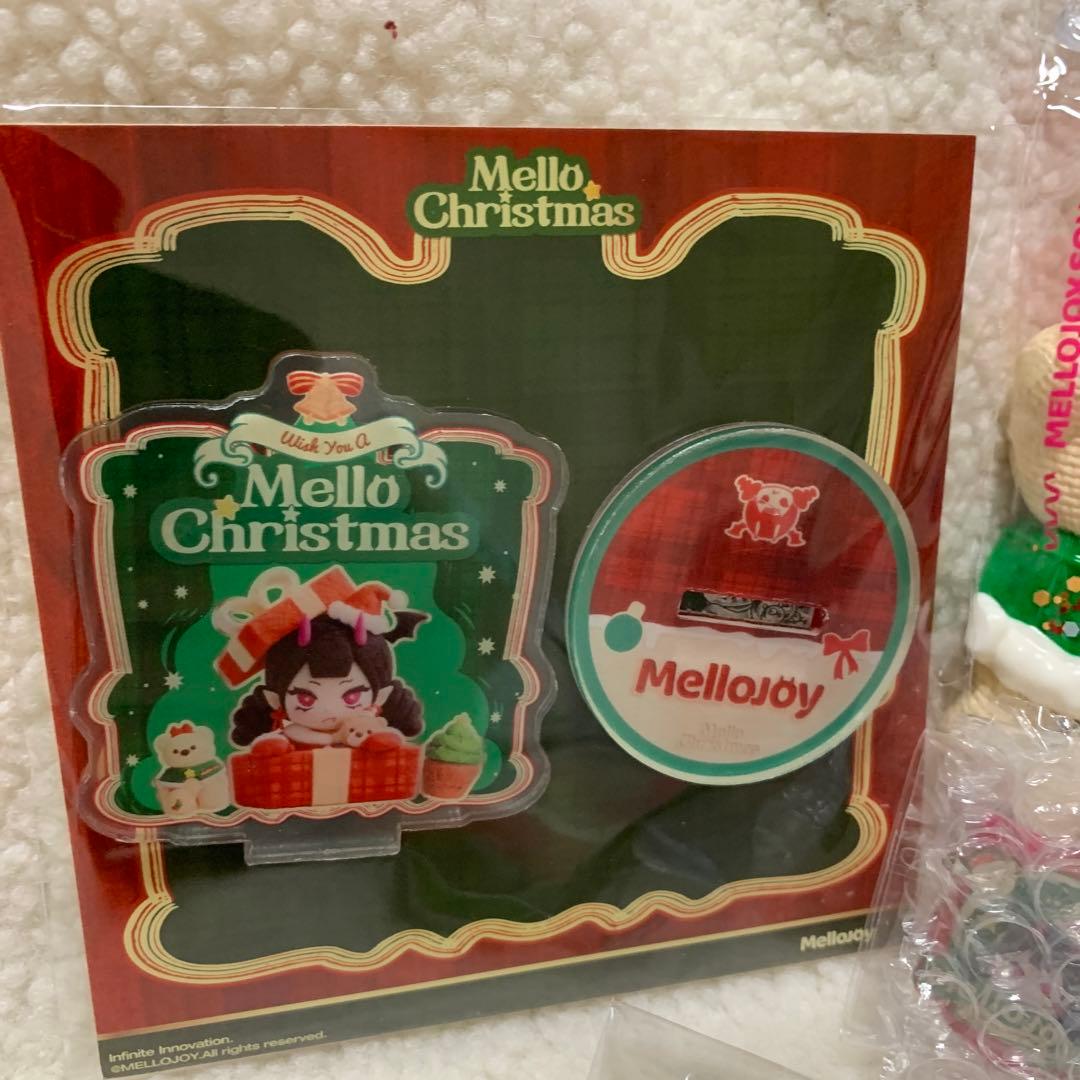 Mello
Christmas
Wish You A
Mello
Christmas
MelloJOY
Mello
Christmas
MelloJOY
Infinite Innovation.
©MELLOJOY.All rights reserved.
MELLOJOY